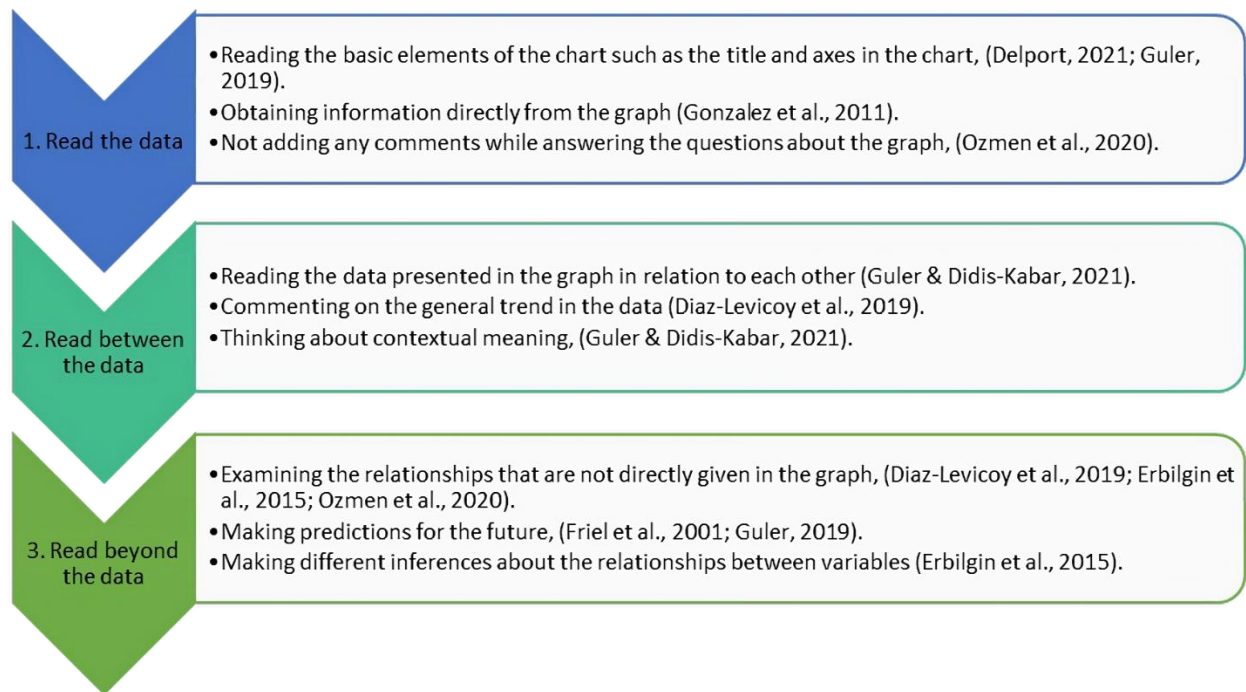 1. Read the data
•Reading the basic elements of the chart such as the title and axes in the chart, (Delport, 2021; Guler,
2019).
•Obtaining information directly from the graph (Gonzalez et al., 2011).
•Not adding any comments while answering the questions about the graph, (Ozmen et al., 2020).
2. Read between
the data
•Reading the data presented in the graph in relation to each other (Guler & Didis-Kabar, 2021).
•Commenting on the general trend in the data (Diaz-Levicoy et al., 2019).
•Thinking about contextual meaning, (Guler & Didis-Kabar, 2021).
3. Read beyond
the data
•Examining the relationships that are not directly given in the graph, (Diaz-Levicoy et al., 2019; Erbilgin et
al., 2015; Ozmen et al., 2020).
•Making predictions for the future, (Friel et al., 2001; Guler, 2019).
•Making different inferences about the relationships between variables (Erbilgin et al., 2015).